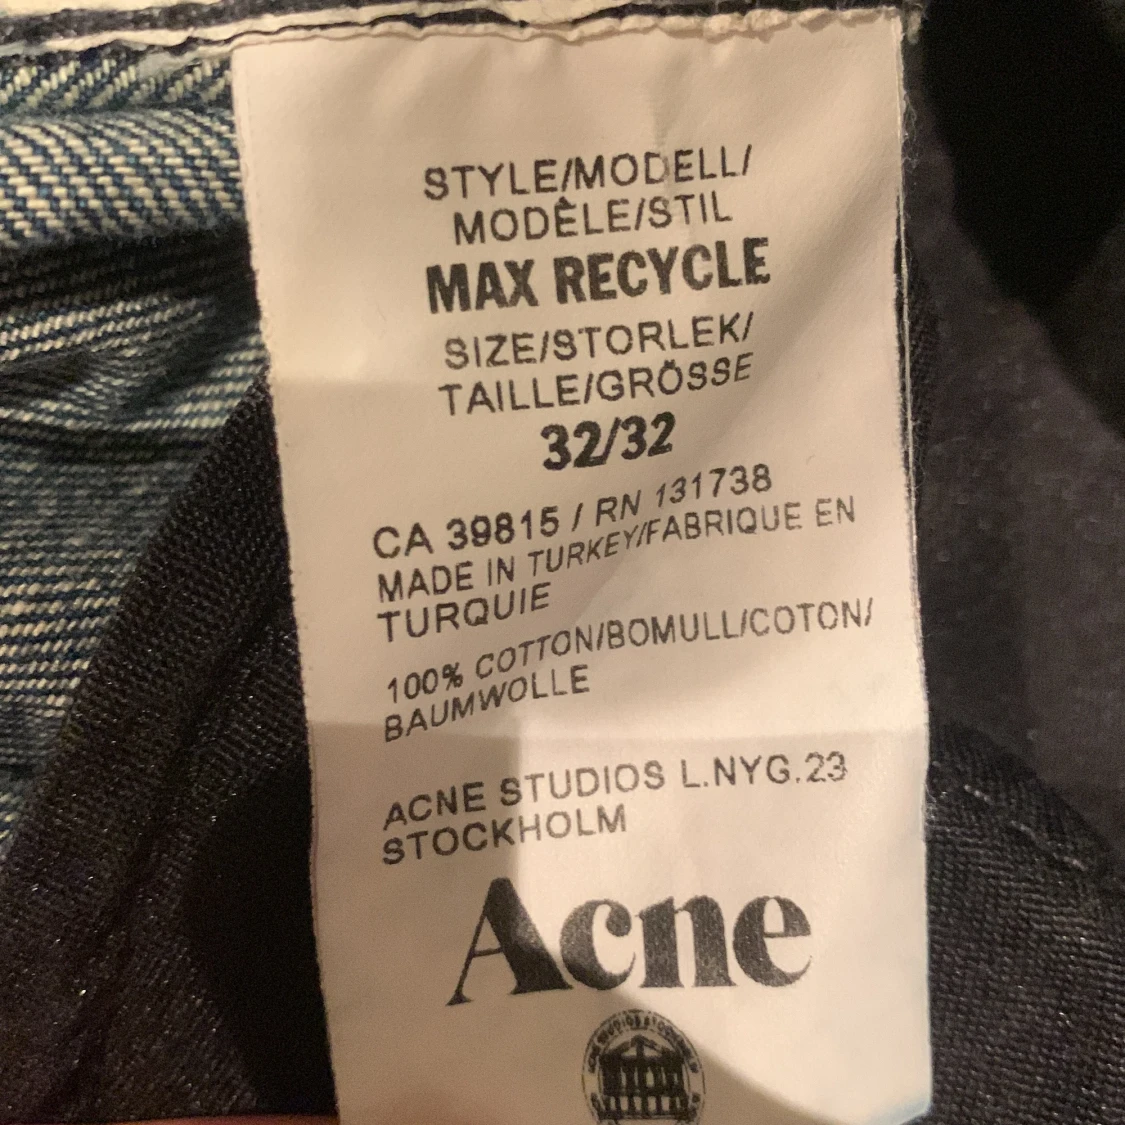 STYLE/MODELL/
MODÈLE/STIL
MAX RECYCLE
SIZE/STORLEK/
TAILLE/GRÖSSE
32/32
CA 39815 / RN 131738
MADE IN TURKEY/FABRIQUE EN
TURQUIE
100% COTTON/BOMULL/COTON/
BAUMWOLLE
ACNE STUDIOS L.NYG.23
STOCKHOLM
Acne